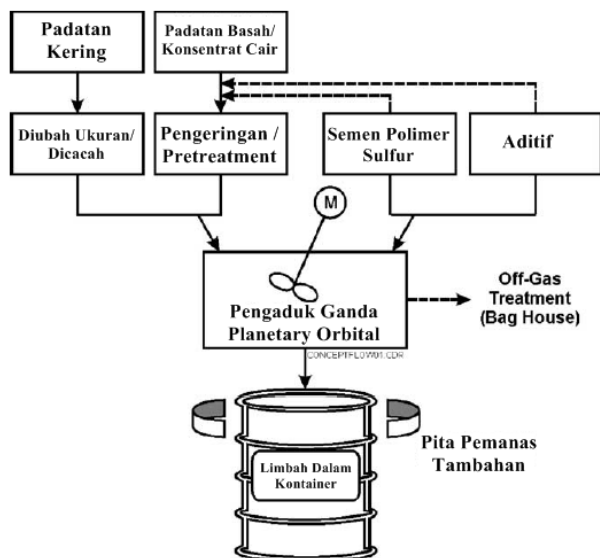 Padatan
Kering
Padatan Basah/
Konsentrat Cair
Diubah Ukuran/
Dicacah
Pengeringan /
Pretreatment
Semen Polimer
Sulfur
Aditif
M
Pengaduk Ganda
Planetary Orbital
Off-Gas
Treatment
(Bag House)
CONCEPTFLOW01.CDR
Pita Pemanas
Tambahan
Limbah Dalam
Kontainer